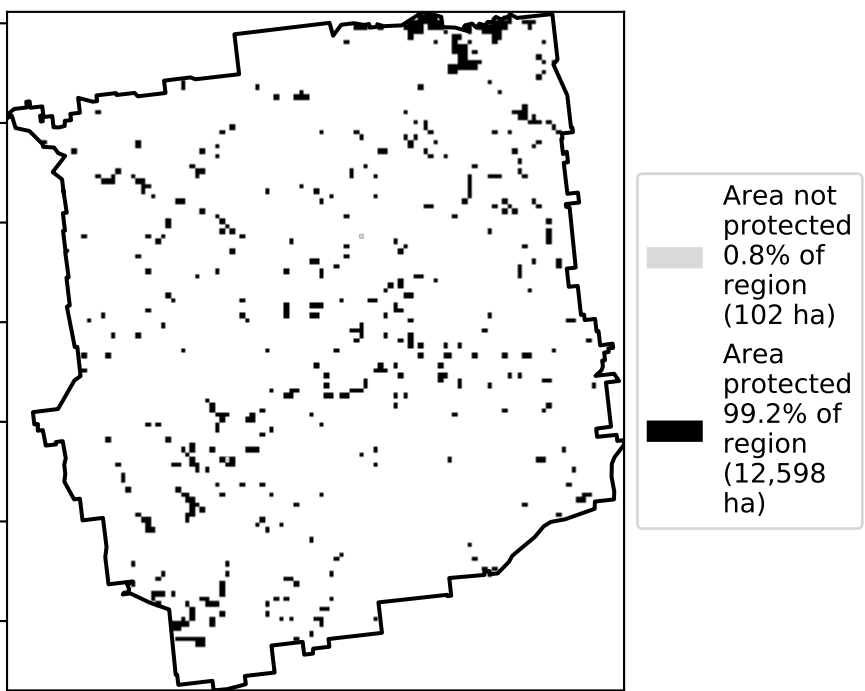 Area not
protected
0.8% of
region
(102 ha)
Area
protected
99.2% of
region
(12,598
ha)